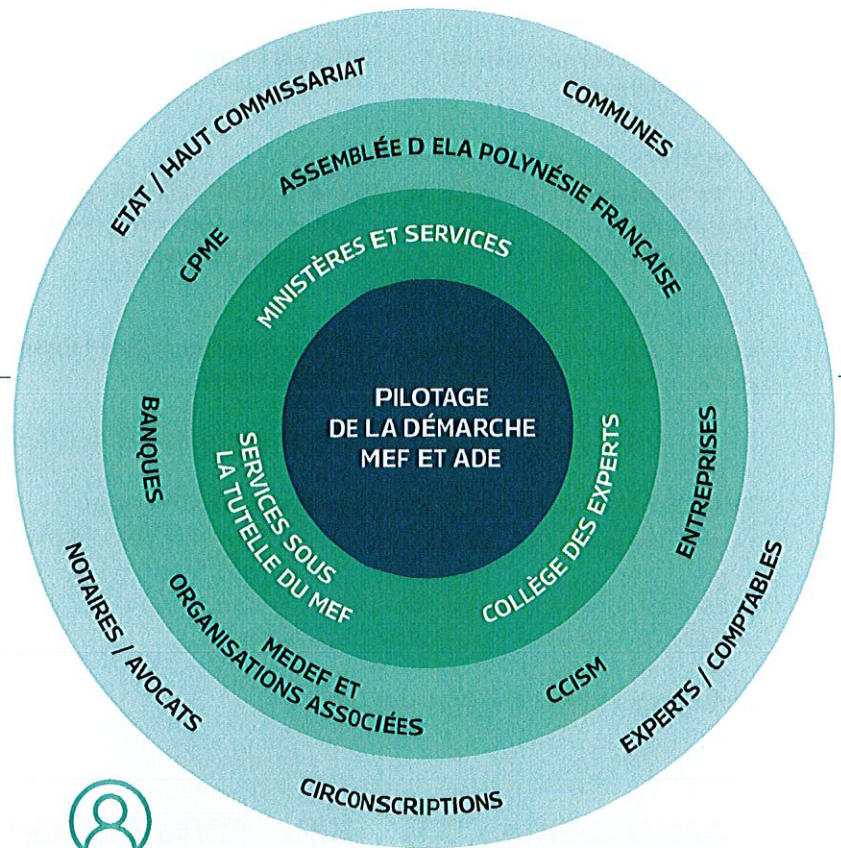 ETAT / HAUT COMMISSARIAT
COMMUNES
ASSEMBLÉE D ELA POLYNÉSIE FRANÇAISE
CPME
MINISTÈRES ET SERVICES
PILOTAGE
DE LA DÉMARCHE
MEF ET ADE
BANQUES
SERVICES SOUS
LA TUTELLE DU MEF
COLLÈGE DES EXPERTS
ENTREPRISES
NOTAIRES / AVOCATS
MEDEF ET
ORGANISATIONS ASSOCIÉES
CCISM
EXPERTS / COMPTABLES
CIRCONSCRIPTIONS